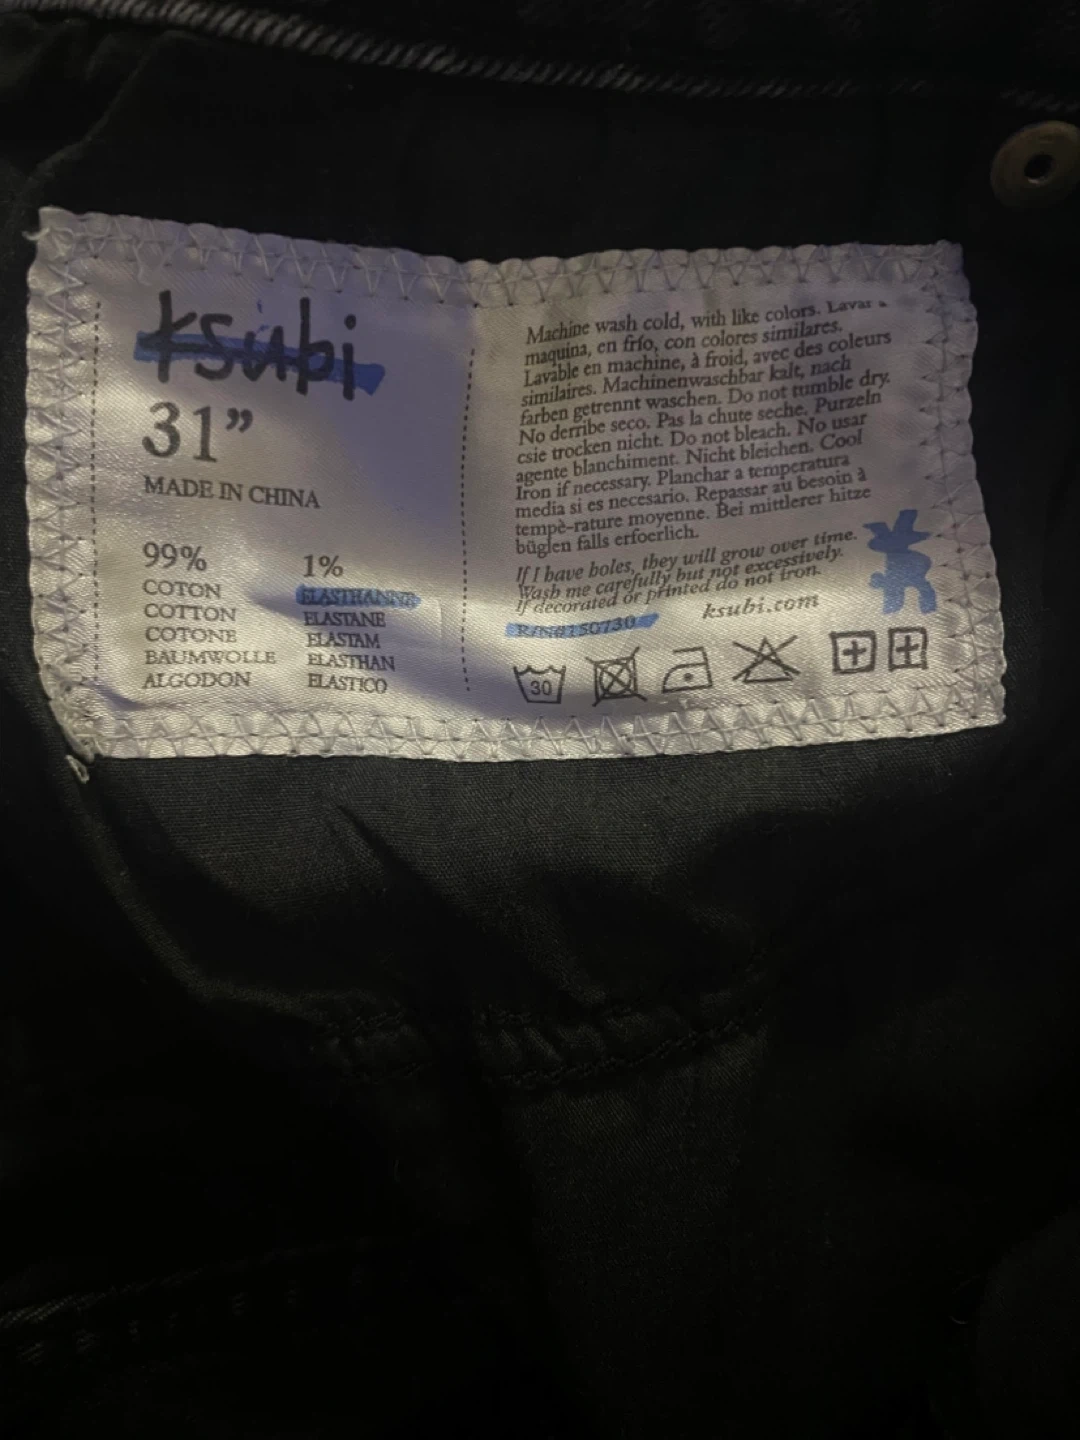 ksubi
31”
MADE IN CHINA
99%
COTON
COTTON
COTONE
BAUMWOLLE
ALGODON
1%
ELASTHANNE
ELASTANE
ELASTAM
ELASTHAN
ELASTICO
Machine wash cold, with like colors. Lavar a
maquina, en frío, con colores similares.
Lavable en machine, à froid, avec des couleurs
similaires. Machinenwaschbar kalt, nach
farben getrennt waschen. Do not tumble dry.
No derribe seco. Pas la chute seche. Purzeln
csie trocken nicht. Do not bleach. No usar
agente blanchiment. Nicht bleichen. Cool
Iron if necessary. Planchar a temperatura
media si es necesario. Repassar au besoin à
tempè-rature moyenne. Bei mittlerer hitze
büglen falls erfoerlich.
If I have boles, they will grow over time.
Wash me carefully but not excessively.
If decorated or printed do not iron.
R/N#150730
ksubi.com
30